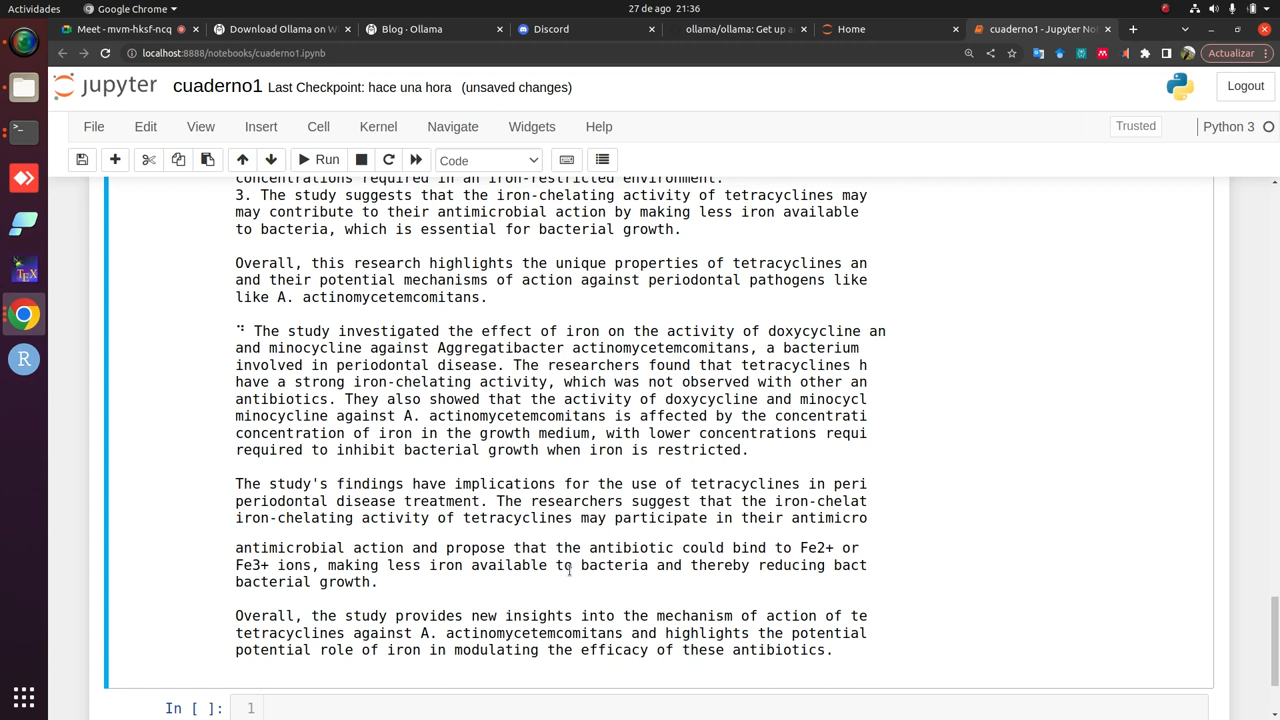 Actividades
Google Chrome
27 de ago 21:36
Meet - mvm-hksf-ncq
Download Ollama on W
Blog · Ollama
Discord
ollama/ollama: Get up a
Home
cuaderno1 - Jupyter No
localhost:8888/notebooks/cuaderno1.ipynb
Actualizar
jupyter cuaderno1 Last Checkpoint: hace una hora (unsaved changes)
Logout
File Edit View Insert Cell Kernel Navigate Widgets Help
Trusted
Python 3
Run
Code
concentrations required in an iron-restricted environment.
3. The study suggests that the iron-chelating activity of tetracyclines may
may contribute to their antimicrobial action by making less iron available
to bacteria, which is essential for bacterial growth.
Overall, this research highlights the unique properties of tetracyclines an
and their potential mechanisms of action against periodontal pathogens like
like A. actinomycetemcomitans.
⠙ The study investigated the effect of iron on the activity of doxycycline an
and minocycline against Aggregatibacter actinomycetemcomitans, a bacterium
involved in periodontal disease. The researchers found that tetracyclines h
have a strong iron-chelating activity, which was not observed with other an
antibiotics. They also showed that the activity of doxycycline and minocycl
minocycline against A. actinomycetemcomitans is affected by the concentrati
concentration of iron in the growth medium, with lower concentrations requi
required to inhibit bacterial growth when iron is restricted.
The study's findings have implications for the use of tetracyclines in peri
periodontal disease treatment. The researchers suggest that the iron-chelat
iron-chelating activity of tetracyclines may participate in their antimicro
antimicrobial action and propose that the antibiotic could bind to Fe2+ or
Fe3+ ions, making less iron available to bacteria and thereby reducing bact
bacterial growth.
Overall, the study provides new insights into the mechanism of action of te
tetracyclines against A. actinomycetemcomitans and highlights the potential
potential role of iron in modulating the efficacy of these antibiotics.
In [ ]: 1